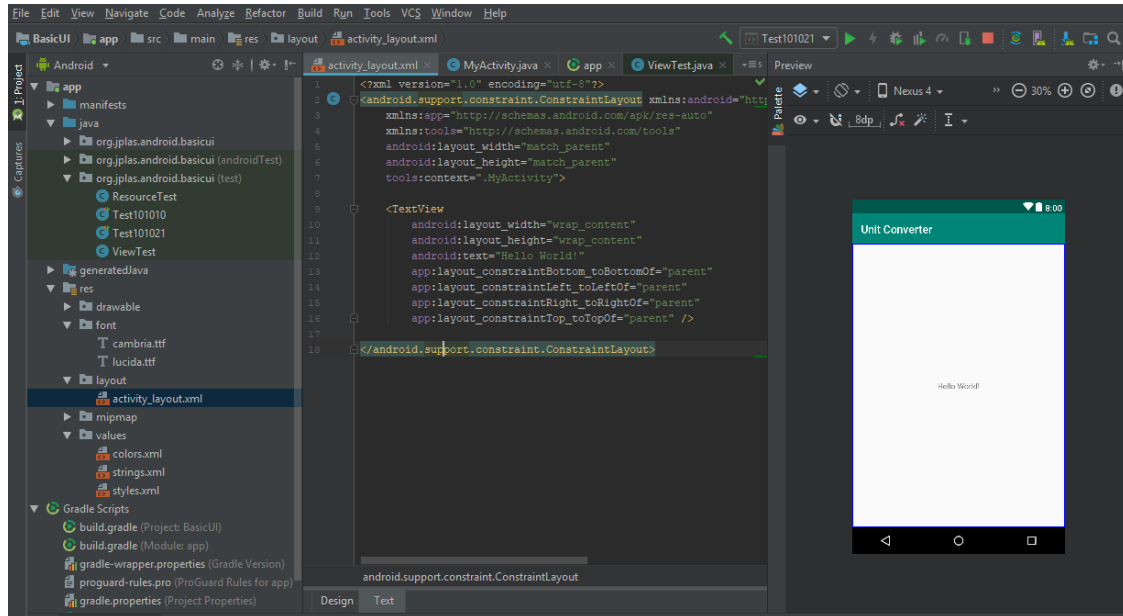 File Edit View Navigate Code Analyze Refactor Build Run Tools VCS Window Help
BasicUI app src main res layout activity_layout.xml Test101021
1: Project
Captures
Android
app
manifests
java
org.jplas.android.basicui
org.jplas.android.basicui (androidTest)
org.jplas.android.basicui (test)
ResourceTest
Test101010
Test101021
ViewTest
generatedJava
res
drawable
font
cambria.ttf
lucida.ttf
layout
activity_layout.xml
mipmap
values
colors.xml
strings.xml
styles.xml
Gradle Scripts
build.gradle (Project: BasicUI)
build.gradle (Module: app)
gradle-wrapper.properties (Gradle Version)
proguard-rules.pro (ProGuard Rules for app)
gradle.properties (Project Properties)
activity_layout.xml MyActivity.java app ViewTest.java
1 <?xml version="1.0" encoding="utf-8"?>
2 <android.support.constraint.ConstraintLayout xmlns:android="http
3 xmlns:app="http://schemas.android.com/apk/res-auto"
4 xmlns:tools="http://schemas.android.com/tools"
5 android:layout_width="match_parent"
6 android:layout_height="match_parent"
7 tools:context=".MyActivity">
8
9 <TextView
10 android:layout_width="wrap_content"
11 android:layout_height="wrap_content"
12 android:text="Hello World!"
13 app:layout_constraintBottom_toBottomOf="parent"
14 app:layout_constraintLeft_toLeftOf="parent"
15 app:layout_constraintRight_toRightOf="parent"
16 app:layout_constraintTop_toTopOf="parent" />
17
18 </android.support.constraint.ConstraintLayout>
android.support.constraint.ConstraintLayout
Design Text
Preview
Palette
Nexus 4 30%
8dp
8:00
Unit Converter
Hello World!